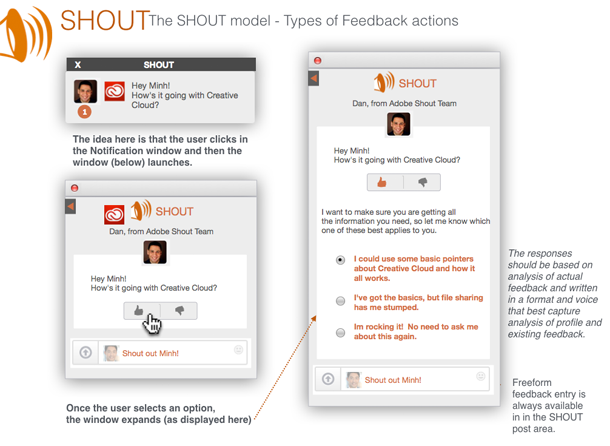 SHOUT The SHOUT model - Types of Feedback actions
X SHOUT
Hey Minh!
How's it going with Creative
Cloud?
1
The idea here is that the user clicks in
the Notification window and then the
window (below) launches.
SHOUT
Dan, from Adobe Shout Team
Hey Minh!
How's it going with Creative Cloud?
Shout out Minh!
Once the user selects an option,
the window expands (as displayed here)
SHOUT
Dan, from Adobe Shout Team
Hey Minh!
How's it going with Creative Cloud?
I want to make sure you are getting all
the information you need, so let me know which
one of these best applies to you.
I could use some basic pointers
about Creative Cloud and how it
all works.
I've got the basics, but file sharing
has me stumped.
Im rocking it! No need to ask me
about this again.
Shout out Minh!
The responses
should be based on
analysis of actual
feedback and written
in a format and voice
that best capture
analysis of profile and
existing feedback.
Freeform
feedback entry is
always available
in in the SHOUT
post area.